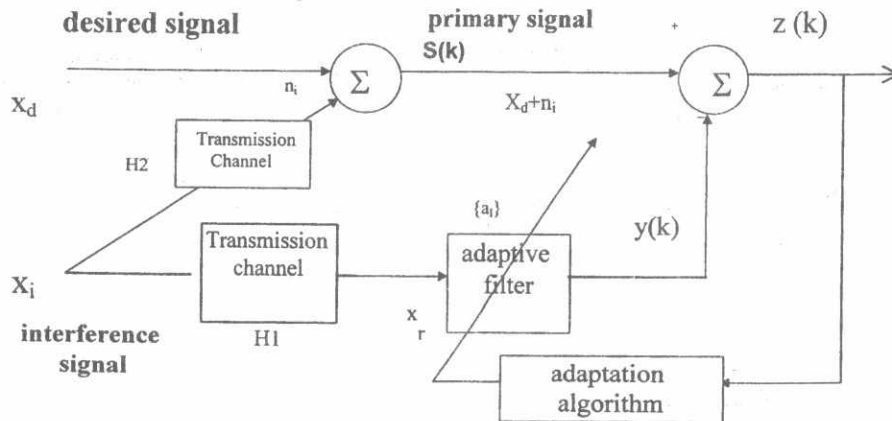 desired signal
primary signal
+
z (k)
S(k)
Σ
Σ
n_i
X_d
X_d+n_i
Transmission
Channel
H2
{a_l}
y(k)
Transmission
channel
adaptive
filter
X_i
x
r
interference
signal
H1
adaptation
algorithm